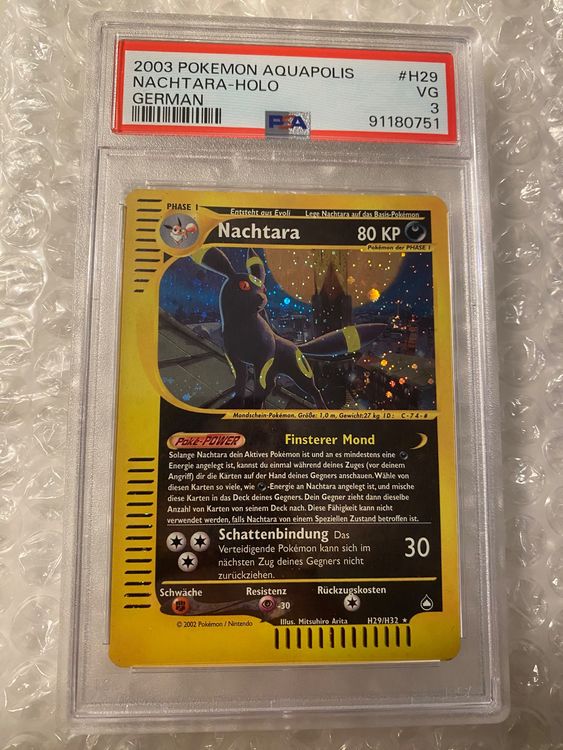 2003 POKEMON AQUAPOLIS #H29
NACHTARA-HOLO VG
GERMAN 3
PSA 91180751
PHASE 1 Entsteht aus Evoli Lege Nachtara auf das Basis-Pokémon
Nachtara 80 KP
Pokémon der PHASE 1
Mondschein-Pokémon, Größe: 1,0 m, Gewicht: 27 kg ID: C-74-#
Poké-POWER Finsterer Mond
Solange Nachtara dein Aktives Pokémon ist und an es mindestens eine
Energie angelegt ist, kannst du einmal während deines Zuges (vor deinem
Angriff) dir die Karten auf der Hand deines Gegners anschauen. Wähle von
diesen Karten so viele, wie -Energie an Nachtara angelegt ist, und mische
diese Karten in das Deck deines Gegners. Dein Gegner zieht dann dieselbe
Anzahl von Karten von seinem Deck nach. Diese Fähigkeit kann nicht
verwendet werden, falls Nachtara von einem Speziellen Zustand betroffen ist.
Schattenbindung Das
Verteidigende Pokémon kann sich im 30
nächsten Zug deines Gegners nicht
zurückziehen.
Schwäche Resistenz Rückzugskosten
-30
Illus. Mitsuhiro Arita H29/H32 ★
© 2002 Pokémon / Nintendo